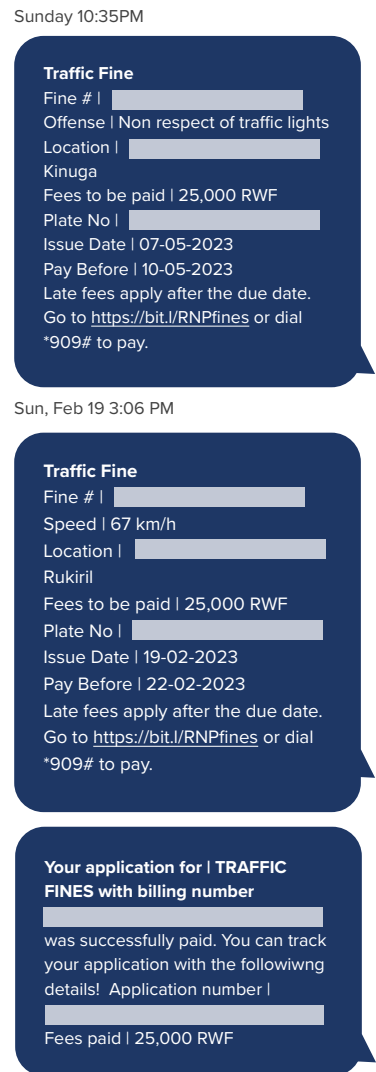 Sunday 10:35PM
Traffic Fine
Fine # |
Offense | Non respect of traffic lights
Location |
Kinuga
Fees to be paid | 25,000 RWF
Plate No |
Issue Date | 07-05-2023
Pay Before | 10-05-2023
Late fees apply after the due date.
Go to https://bit.l/RNPfines or dial
*909# to pay.
Sun, Feb 19 3:06 PM
Traffic Fine
Fine # |
Speed | 67 km/h
Location |
Rukiril
Fees to be paid | 25,000 RWF
Plate No |
Issue Date | 19-02-2023
Pay Before | 22-02-2023
Late fees apply after the due date.
Go to https://bit.l/RNPfines or dial
*909# to pay.
Your application for | TRAFFIC
FINES with billing number
was successfully paid. You can track
your application with the followiwng
details!  Application number |
Fees paid | 25,000 RWF